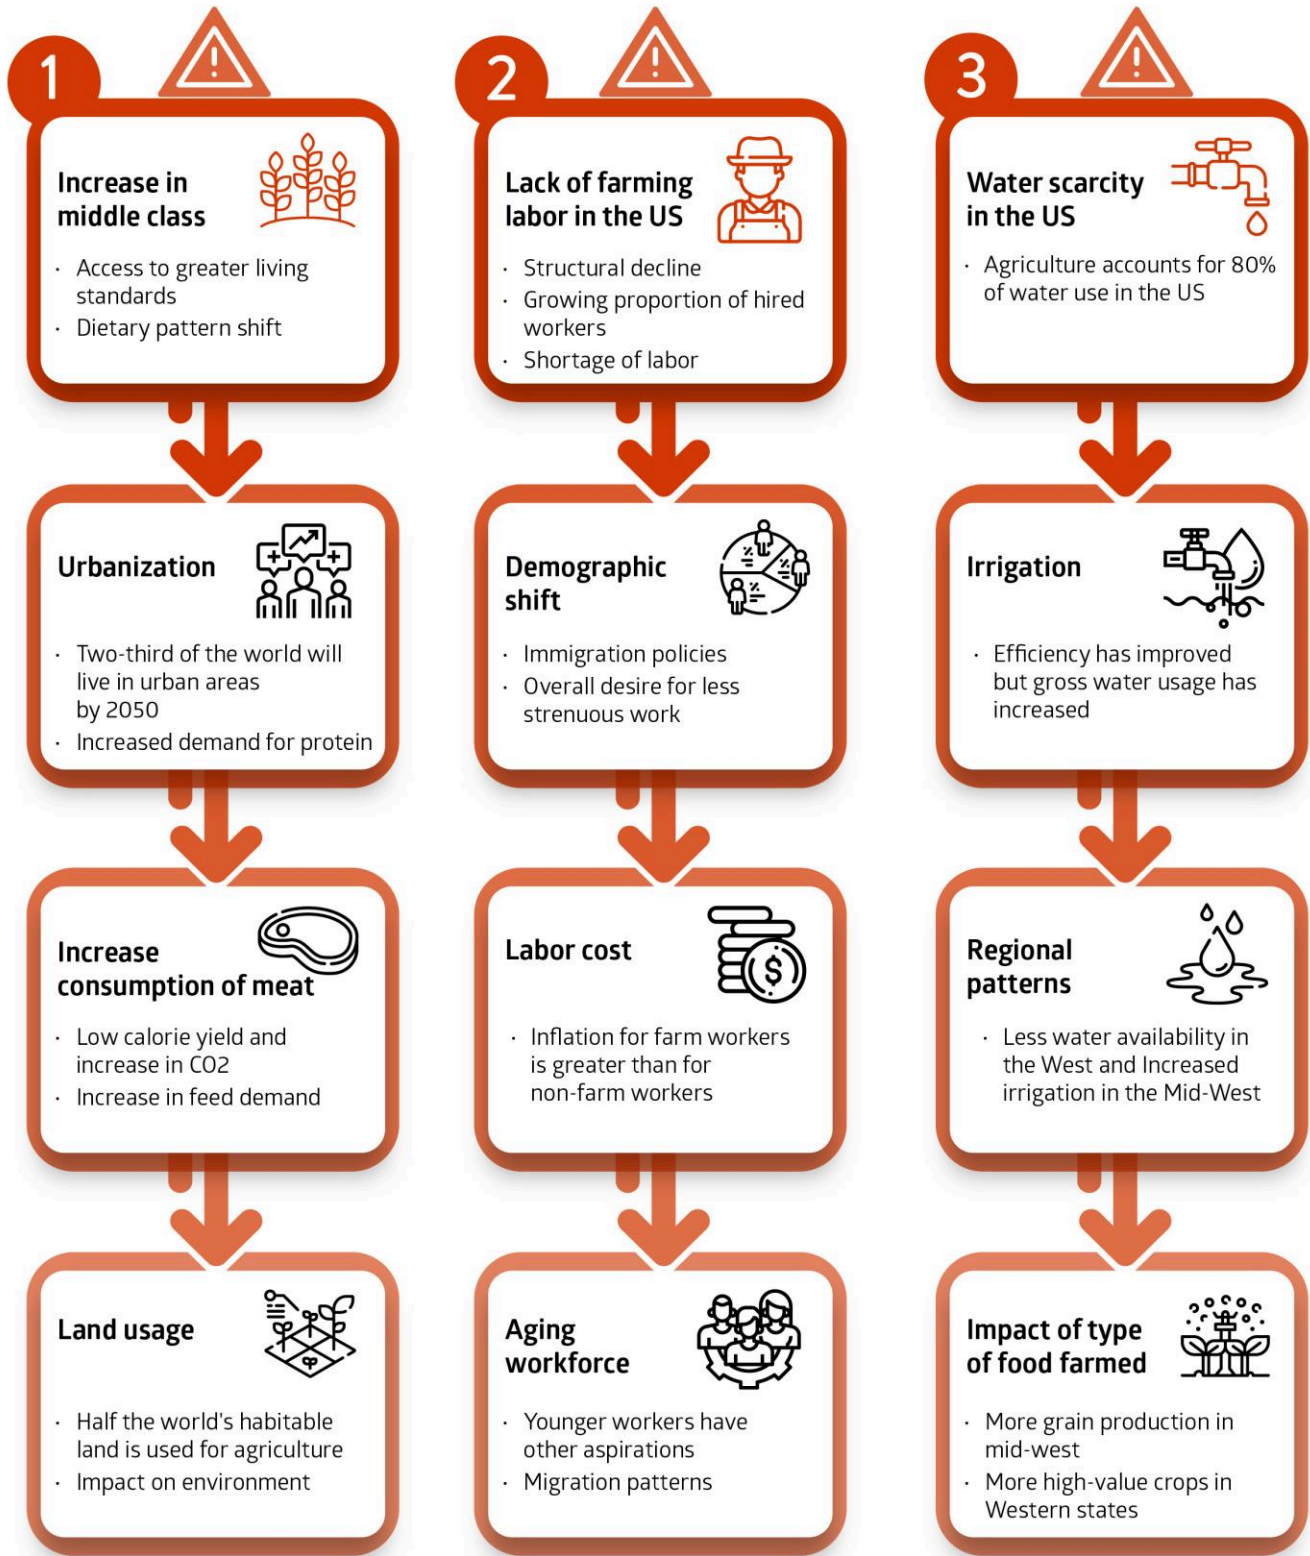 1
Increase in
middle class
· Access to greater living
standards
· Dietary pattern shift
Urbanization
· Two-third of the world will
live in urban areas
by 2050
· Increased demand for protein
Increase
consumption of meat
· Low calorie yield and
increase in CO2
· Increase in feed demand
Land usage
· Half the world's habitable
land is used for agriculture
· Impact on environment
2
Lack of farming
labor in the US
· Structural decline
· Growing proportion of hired
workers
· Shortage of labor
Demographic
shift
· Immigration policies
· Overall desire for less
strenuous work
Labor cost
· Inflation for farm workers
is greater than for
non-farm workers
Aging
workforce
· Younger workers have
other aspirations
· Migration patterns
3
Water scarcity
in the US
· Agriculture accounts for 80%
of water use in the US
Irrigation
· Efficiency has improved
but gross water usage has
increased
Regional
patterns
· Less water availability in
the West and Increased
irrigation in the Mid-West
Impact of type
of food farmed
· More grain production in
mid-west
· More high-value crops in
Western states